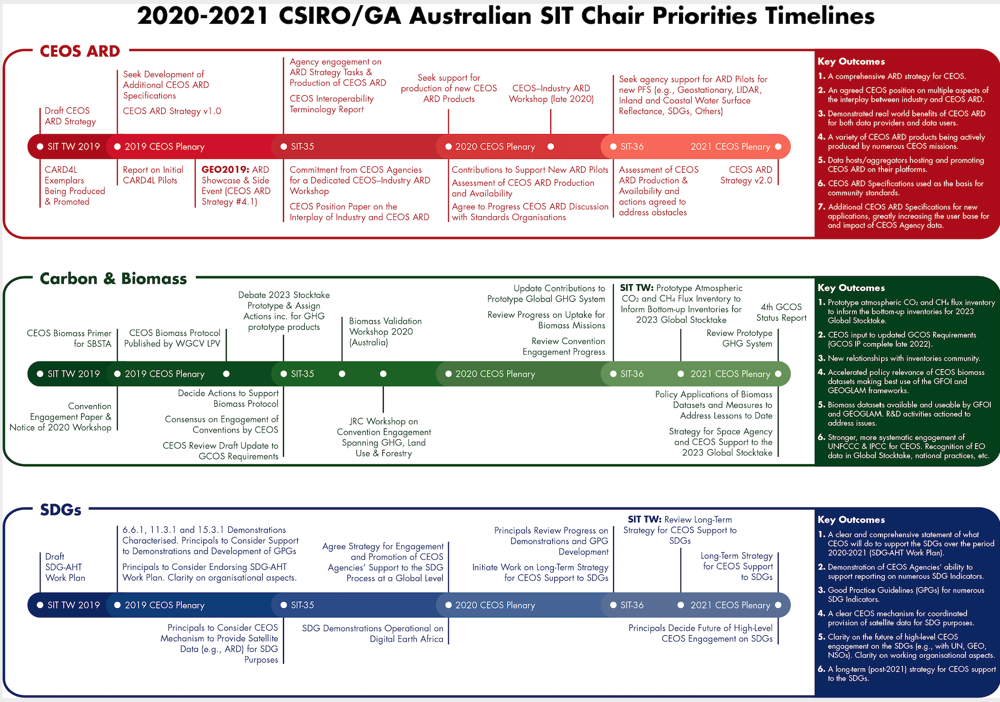 2020-2021 CSIRO/GA Australian SIT Chair Priorities Timelines
CEOS ARD
Draft CEOS
ARD Strategy
Seek Development of
Additional CEOS ARD
Specifications
CEOS ARD Strategy v1.0
Agency engagement on
ARD Strategy Tasks &
Production of CEOS ARD
CEOS Interoperability
Terminology Report
Seek support for
production of new CEOS
ARD Products
CEOS–Industry ARD
Workshop (late 2020)
Seek agency support for ARD Pilots for
new PFS (e.g., Geostationary, LIDAR,
Inland and Coastal Water Surface
Reflectance, SDGs, Others)
SIT TW 2019
2019 CEOS Plenary
SIT-35
2020 CEOS Plenary
SIT-36
2021 CEOS Plenary
CARD4L
Exemplars
Being Produced
& Promoted
Report on Initial
CARD4L Pilots
GEO2019: ARD
Showcase & Side
Event (CEOS ARD
Strategy #4.1)
Commitment from CEOS Agencies
for a Dedicated CEOS–Industry ARD
Workshop
CEOS Position Paper on the
Interplay of Industry and CEOS ARD
Contributions to Support New ARD Pilots
Assessment of CEOS ARD Production
and Availability
Agree to Progress CEOS ARD Discussion
with Standards Organisations
Assessment of CEOS
ARD Production &
Availability and
actions agreed to
address obstacles
CEOS ARD
Strategy v2.0
Key Outcomes
1. A comprehensive ARD strategy for CEOS.
2. An agreed CEOS position on multiple aspects of
the interplay between industry and CEOS ARD.
3. Demonstrated real world benefits of CEOS ARD
for both data providers and data users.
4. A variety of CEOS ARD products being actively
produced by numerous CEOS missions.
5. Data hosts/aggregators hosting and promoting
CEOS ARD on their platforms.
6. CEOS ARD Specifications used as the basis for
community standards.
7. Additional CEOS ARD Specifications for new
applications, greatly increasing the user base for
and impact of CEOS Agency data.
Carbon & Biomass
CEOS Biomass Primer
for SBSTA
CEOS Biomass Protocol
Published by WGCV LPV
Debate 2023 Stocktake
Prototype & Assign
Actions inc. for GHG
prototype products
Biomass Validation
Workshop 2020
(Australia)
Update Contributions to
Prototype Global GHG System
Review Progress on Uptake for
Biomass Missions
Review Convention
Engagement Progress
SIT TW: Prototype Atmospheric
CO₂ and CH₄ Flux Inventory to
Inform Bottom-up Inventories for
2023 Global Stocktake
4th GCOS
Status Report
Review Prototype
GHG System
SIT TW 2019
2019 CEOS Plenary
SIT-35
2020 CEOS Plenary
SIT-36
2021 CEOS Plenary
Convention
Engagement Paper &
Notice of 2020 Workshop
Decide Actions to Support
Biomass Protocol
Consensus on Engagement of
Conventions by CEOS
CEOS Review Draft Update to
GCOS Requirements
JRC Workshop on
Convention Engagement
Spanning GHG, Land
Use & Forestry
Policy Applications of Biomass
Datasets and Measures to
Address Lessons to Date
Strategy for Space Agency
and CEOS Support to the
2023 Global Stocktake
Key Outcomes
1. Prototype atmospheric CO₂ and CH₄ flux inventory
to inform the bottom-up inventories for 2023
Global Stocktake.
2. CEOS input to updated GCOS Requirements
(GCOS IP complete late 2022).
3. New relationships with inventories community.
4. Accelerated policy relevance of CEOS biomass
datasets making best use of the GFOI and
GEOGLAM frameworks.
5. Biomass datasets available and useable by GFOI
and GEOGLAM. R&D activities actioned to
address issues.
6. Stronger, more systematic engagement of
UNFCCC & IPCC for CEOS. Recognition of EO
data in Global Stocktake, national practices, etc.
SDGs
Draft
SDG-AHT
Work Plan
6.6.1, 11.3.1 and 15.3.1 Demonstrations
Characterised. Principals to Consider Support
to Demonstrations and Development of GPGs
Principals to Consider Endorsing SDG-AHT
Work Plan. Clarity on organisational aspects.
Agree Strategy for Engagement
and Promotion of CEOS
Agencies’ Support to the SDG
Process at a Global Level
Principals Review Progress on
Demonstrations and GPG
Development
Initiate Work on Long-Term Strategy
for CEOS Support to SDGs
SIT TW: Review Long-Term
Strategy for CEOS Support to
SDGs
Long-Term Strategy
for CEOS Support
to SDGs
SIT TW 2019
2019 CEOS Plenary
SIT-35
2020 CEOS Plenary
SIT-36
2021 CEOS Plenary
Principals to Consider CEOS
Mechanism to Provide Satellite
Data (e.g., ARD) for SDG
Purposes
SDG Demonstrations Operational on
Digital Earth Africa
Principals Decide Future of High-Level
CEOS Engagement on SDGs
Key Outcomes
1. A clear and comprehensive statement of what
CEOS will do to support the SDGs over the period
2020-2021 (SDG-AHT Work Plan).
2. Demonstration of CEOS Agencies’ ability to
support reporting on numerous SDG Indicators.
3. Good Practice Guidelines (GPGs) for numerous
SDG Indicators.
4. A clear CEOS mechanism for coordinated
provision of satellite data for SDG purposes.
5. Clarity on the future of high-level CEOS
engagement on the SDGs (e.g., with UN, GEO,
NSOs). Clarity on working organisational aspects.
6. A long-term (post-2021) strategy for CEOS support
to the SDGs.